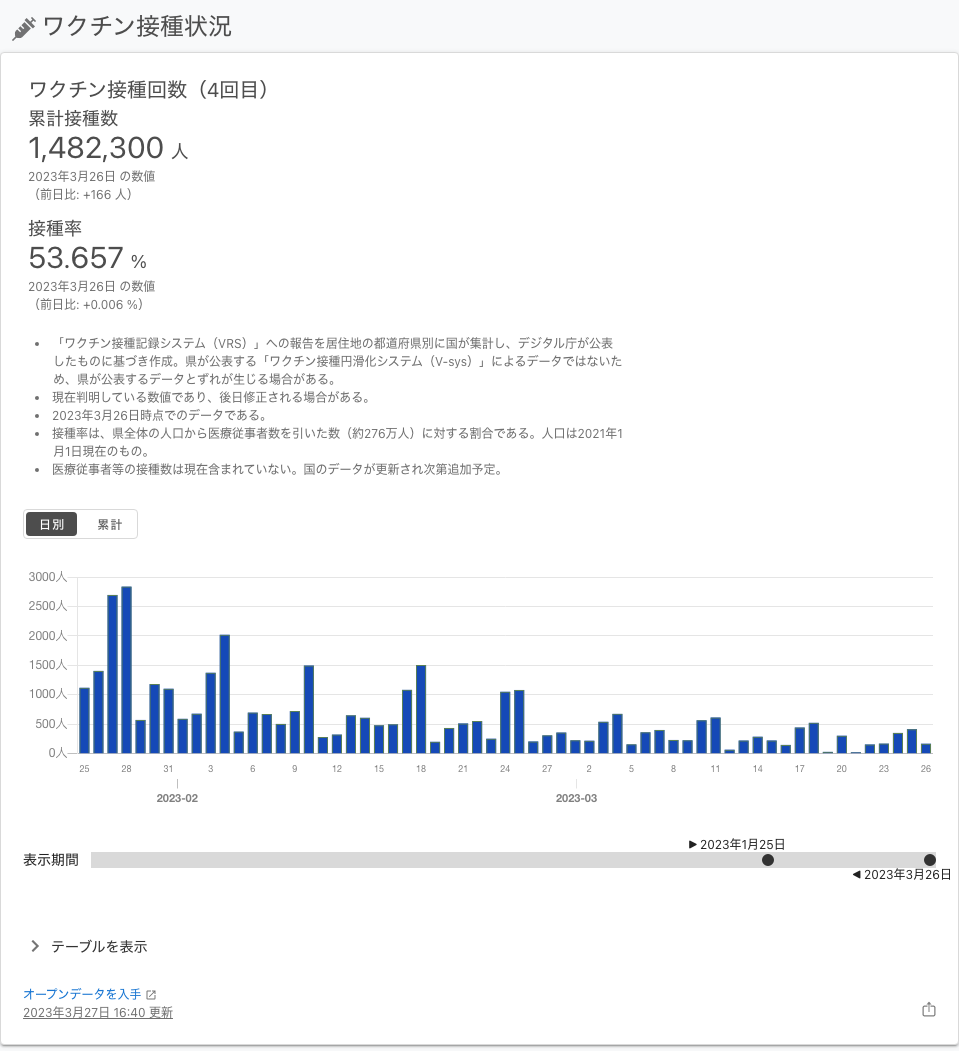 ワクチン接種状況
ワクチン接種回数（4回目）
累計接種数
1,482,300 人
2023年3月26日 の数値
（前日比: +166 人）
接種率
53.657 %
2023年3月26日 の数値
（前日比: +0.006 %）
• 「ワクチン接種記録システム（VRS）」への報告を居住地の都道府県別に国が集計し、デジタル庁が公表
したものに基づき作成。県が公表する「ワクチン接種円滑化システム（V-sys）」によるデータではないた
め、県が公表するデータとずれが生じる場合がある。
• 現在判明している数値であり、後日修正される場合がある。
• 2023年3月26日時点でのデータである。
• 接種率は、県全体の人口から医療従事者数を引いた数（約276万人）に対する割合である。人口は2021年1
月1日現在のもの。
• 医療従事者等の接種数は現在含まれていない。国のデータが更新され次第追加予定。
日別 累計
3000人
2500人
2000人
1500人
1000人
500人
0人
25 28 31 3 6 9 12 15 18 21 24 27 2 5 8 11 14 17 20 23 26
2023-02 2023-03
▶ 2023年1月25日
表示期間
◀ 2023年3月26日
テーブルを表示
オープンデータを入手
2023年3月27日 16:40 更新